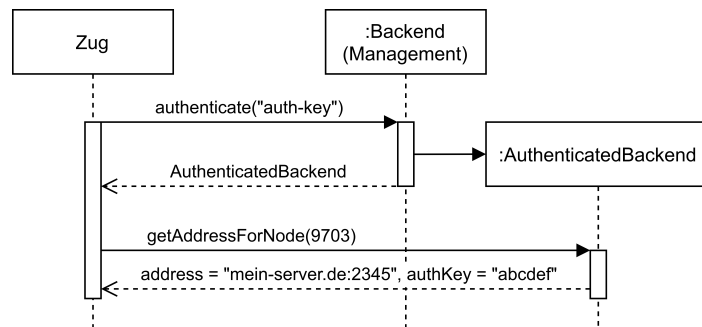 Zug
:Backend
(Management)
authenticate("auth-key")
:AuthenticatedBackend
AuthenticatedBackend
getAddressForNode(9703)
address = "mein-server.de:2345", authKey = "abcdef"